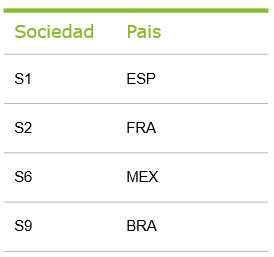 Sociedad Pais
S1 ESP
S2 FRA
S6 MEX
S9 BRA